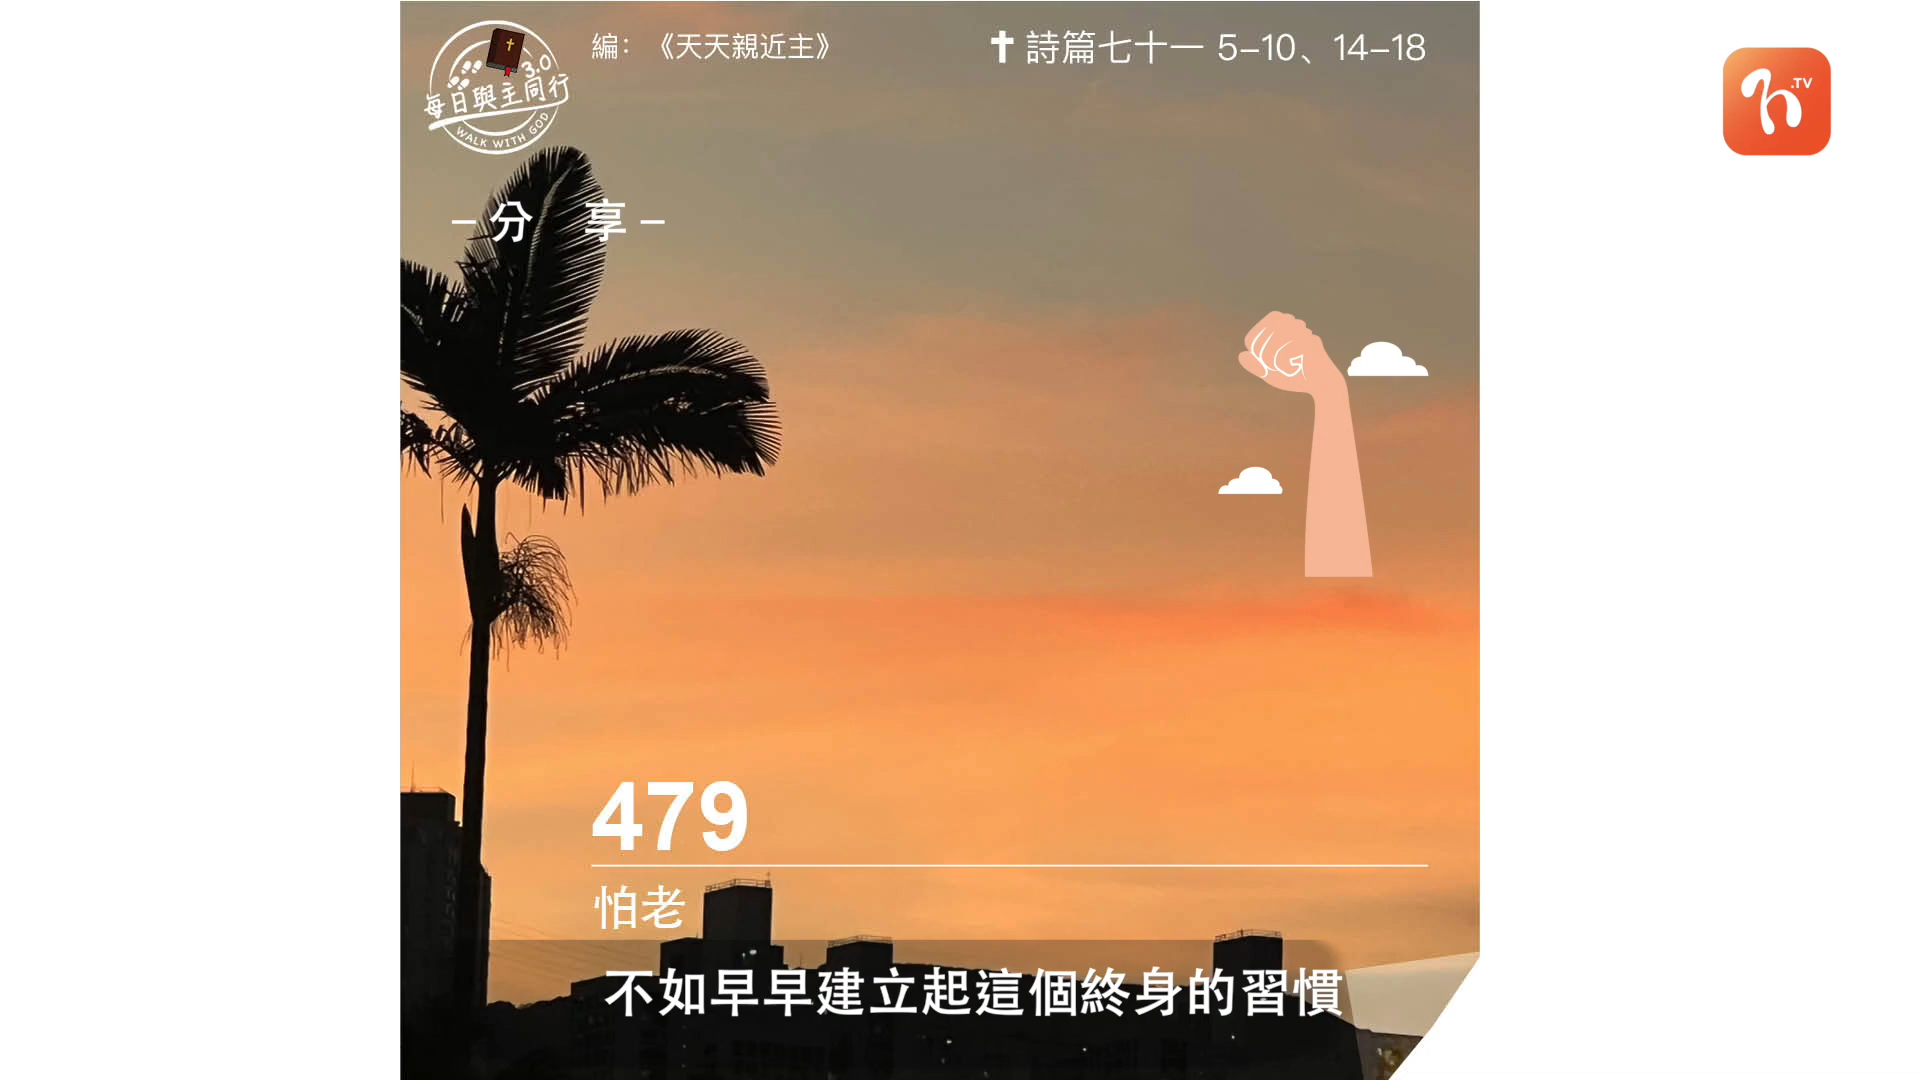 編：《天天親近主》
✝ 詩篇七十一 5–10、14–18
3.0
每日與主同行
WALK WITH GOD
h.TV
– 分 享 –
479
怕老
不如早早建立起這個終身的習慣